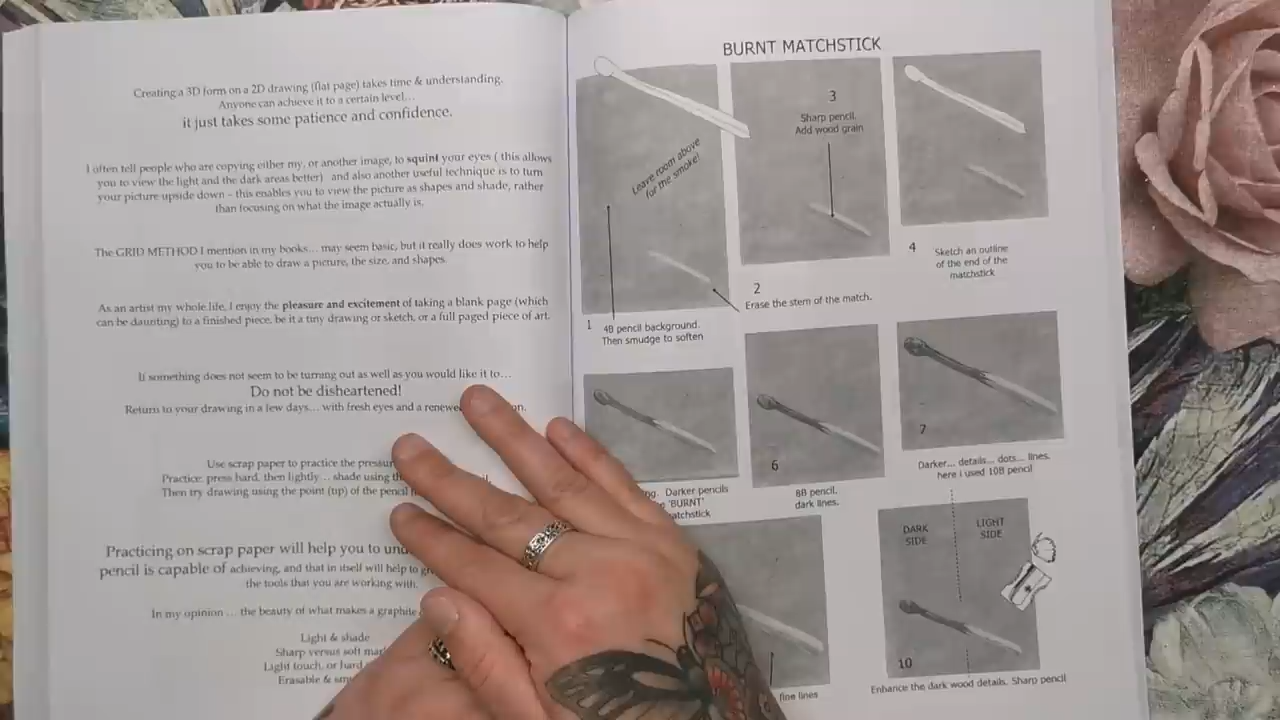 Creating a 3D form on a 2D drawing (flat page) takes time & understanding.
Anyone can achieve it to a certain level…
it just takes some patience and confidence.
I often tell people who are copying either my, or another image, to squint your eyes ( this allows
you to view the light and the dark areas better) and also another useful technique is to turn
your picture upside down – this enables you to view the picture as shapes and shade, rather
than focusing on what the image actually is.
The GRID METHOD I mention in my books… may seem basic, but it really does work to help
you to be able to draw a picture, the size, and shapes.
As an artist my whole life, I enjoy the pleasure and excitement of taking a blank page (which
can be daunting) to a finished piece, be it a tiny drawing or sketch, or a full paged piece of art.
If something does not seem to be turning out as well as you would like it to…
Do not be disheartened!
Return to your drawing in a few days… with fresh eyes and a
Use scrap paper to practice the
Practice: press hard, then lightly .. shade using
Then try drawing using the point (tip) of the pencil
Practicing on scrap paper will help you to
pencil is capable of achieving, and that in itself will help to
the tools that you are working with.
In my opinion … the beauty of what makes a graphite
Light & shade
Sharp versus soft
Light touch, or hard
Erasable &
BURNT MATCHSTICK
Leave room above
for the smoke!
1
4B pencil background.
Then smudge to soften
3
Sharp pencil.
Add wood grain
2
Erase the stem of the match.
4
Sketch an outline
of the end of the
matchstick
Darker pencils
'BURNT'
6
8B pencil.
dark lines.
7
Darker... details... dots... lines.
here i used 10B pencil
fine lines
DARK
SIDE
LIGHT
SIDE
10
Enhance the dark wood details. Sharp pencil